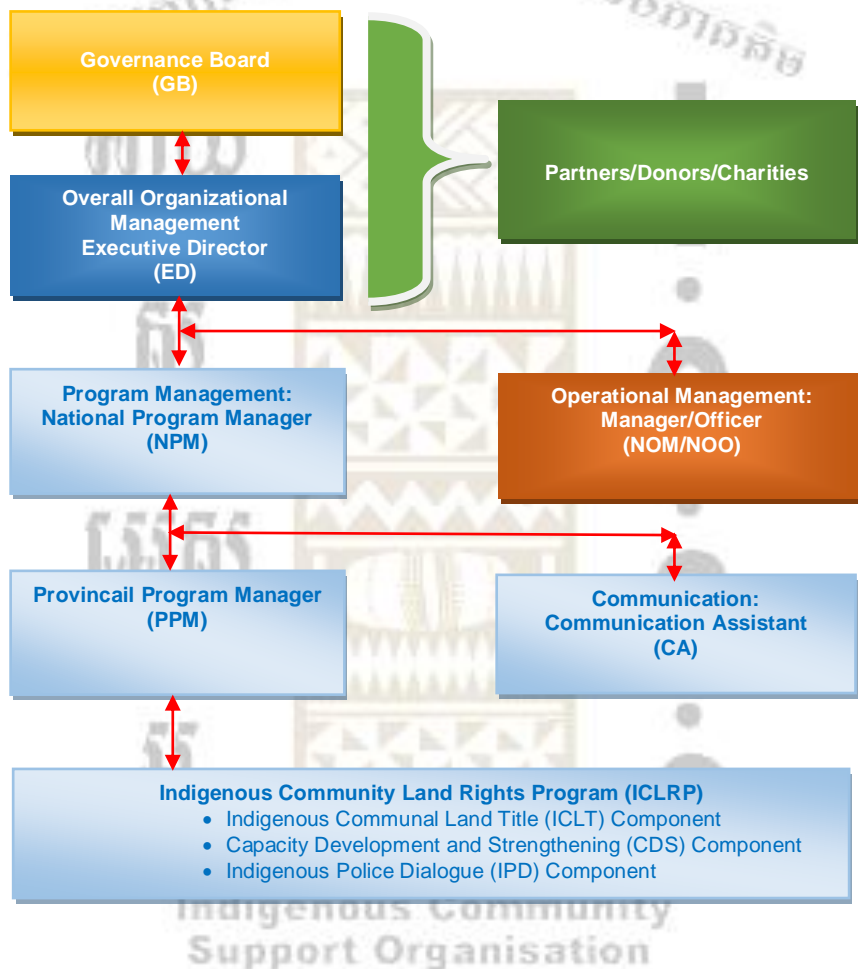 Governance Board
(GB)
Partners/Donors/Charities
Overall Organizational
Management
Executive Director
(ED)
Program Management:
National Program Manager
(NPM)
Operational Management:
Manager/Officer
(NOM/NOO)
Provincail Program Manager
(PPM)
Communication:
Communication Assistant
(CA)
Indigenous Community Land Rights Program (ICLRP)
• Indigenous Communal Land Title (ICLT) Component
• Capacity Development and Strengthening (CDS) Component
• Indigenous Police Dialogue (IPD) Component
Indigenous Community
Support Organisation